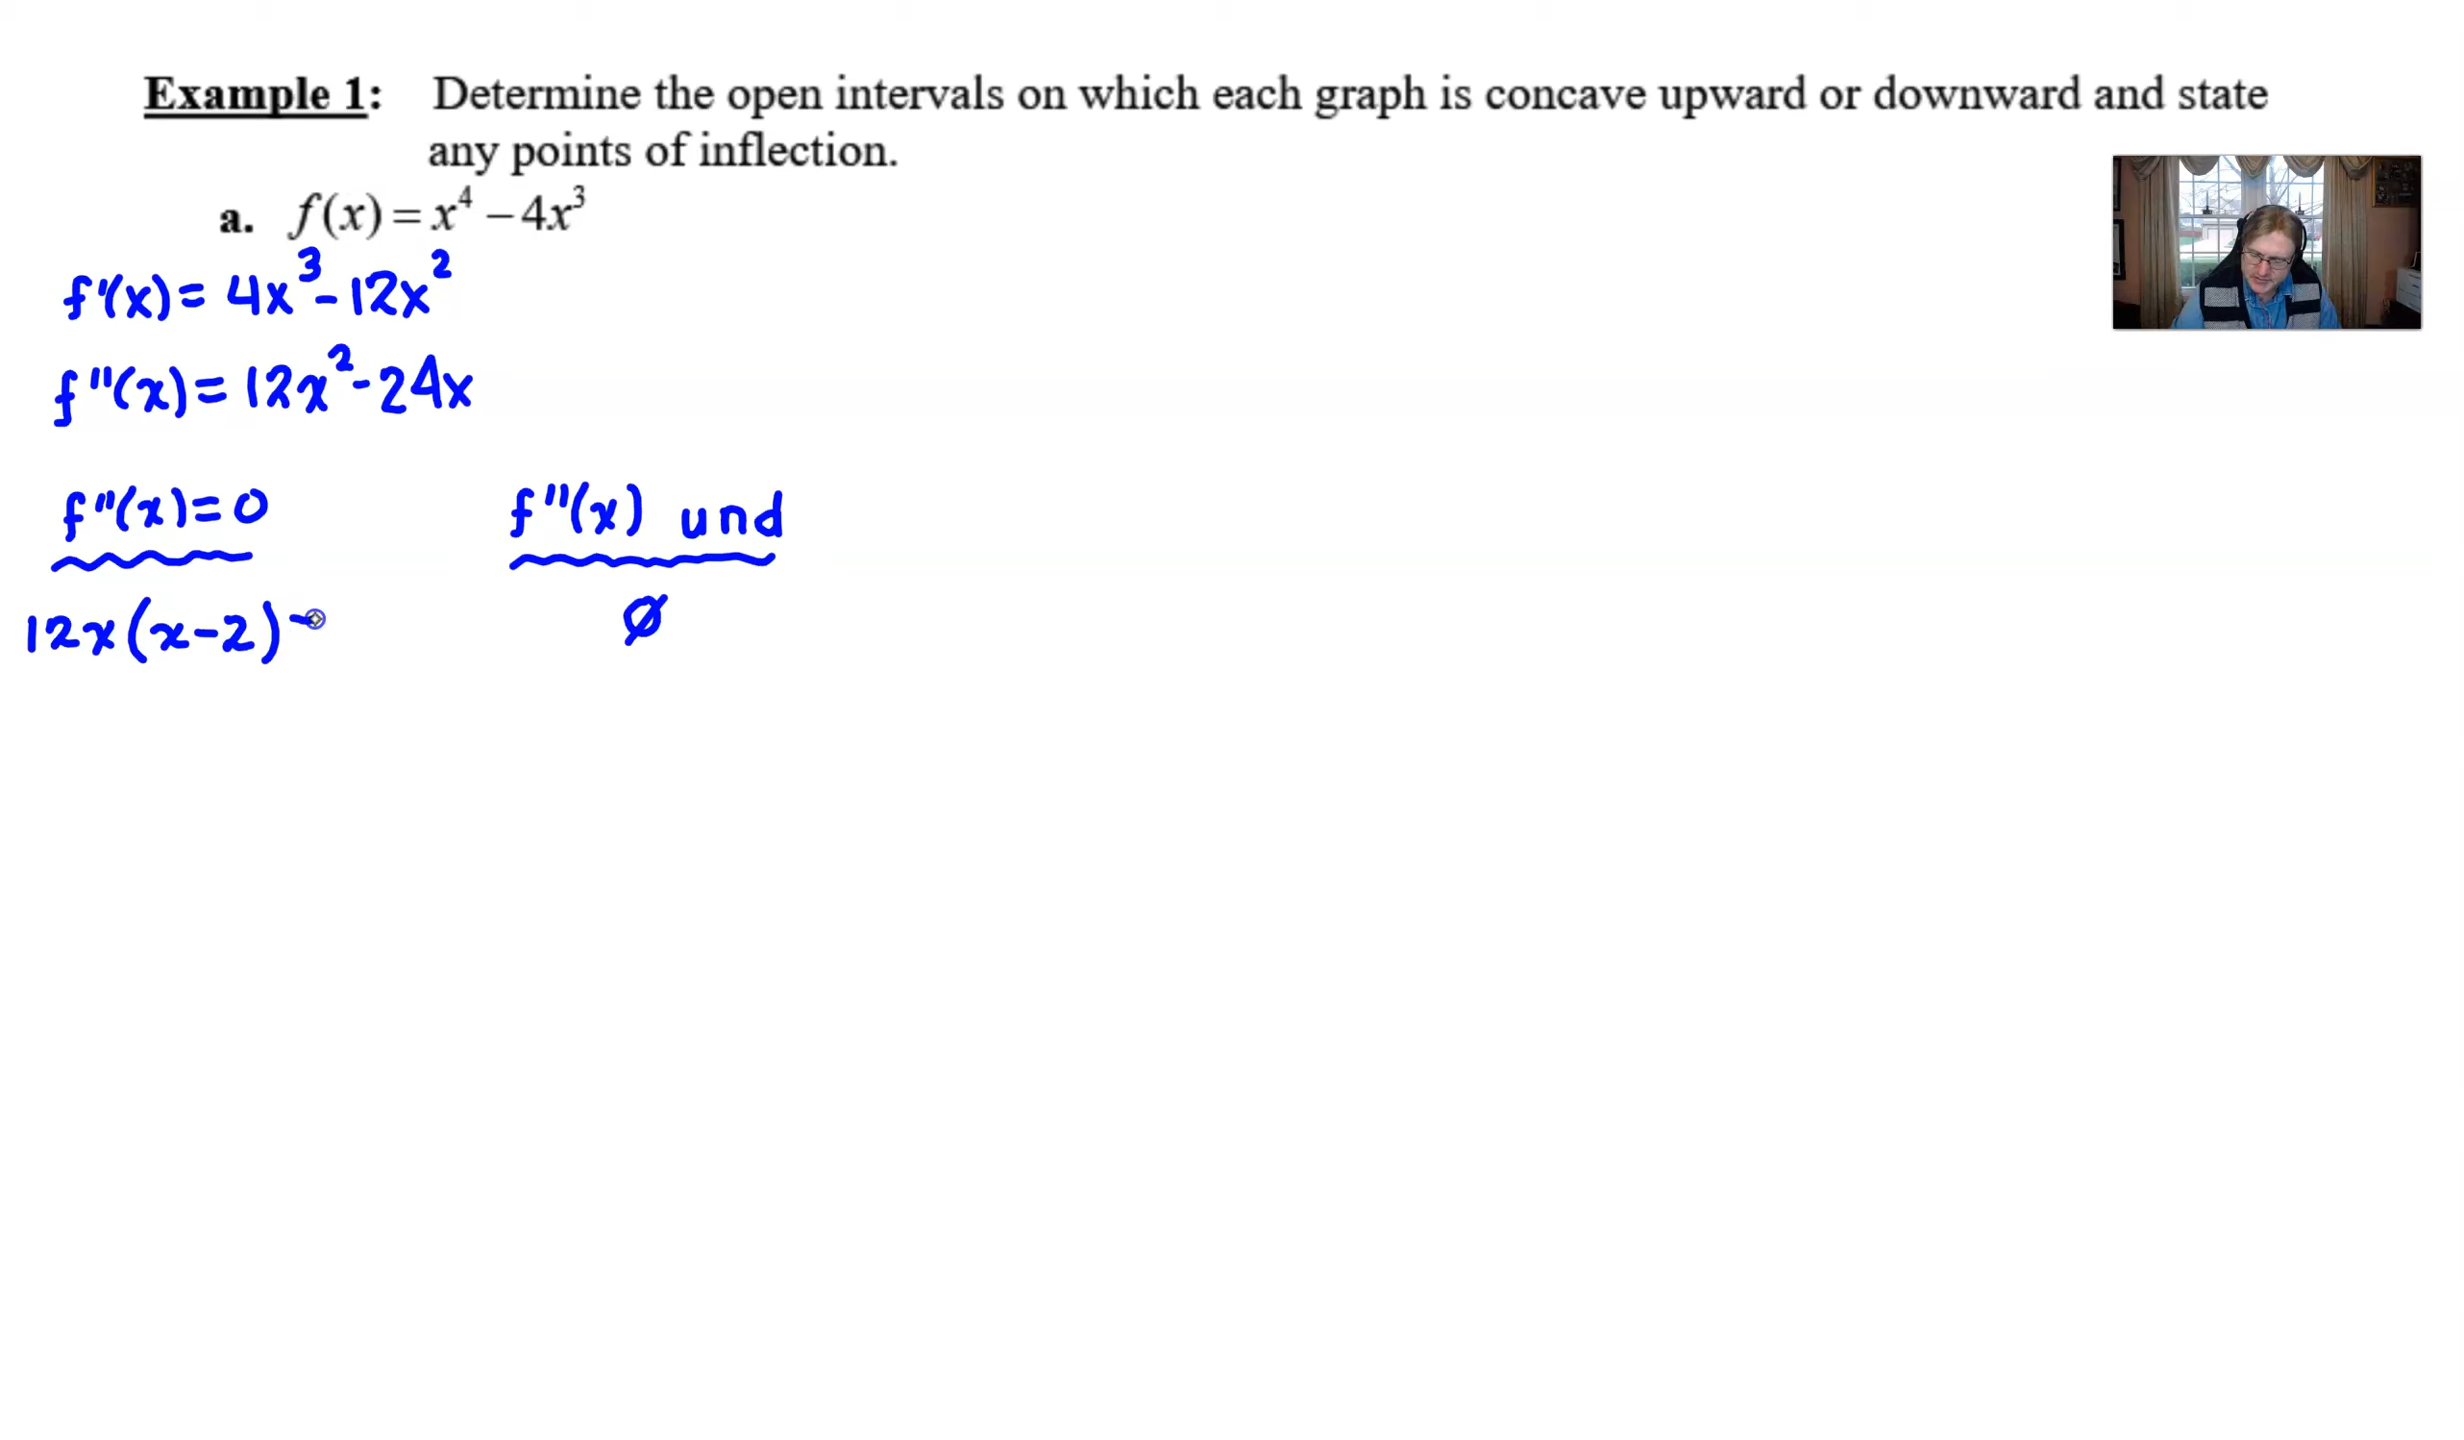 Example 1: Determine the open intervals on which each graph is concave upward or downward and state
any points of inflection.
a. f(x) = x⁴ − 4x³
f'(x) = 4x³ - 12x²
f''(x) = 12x² - 24x
f''(x) = 0 f''(x) und
12x(x-2) - ∅